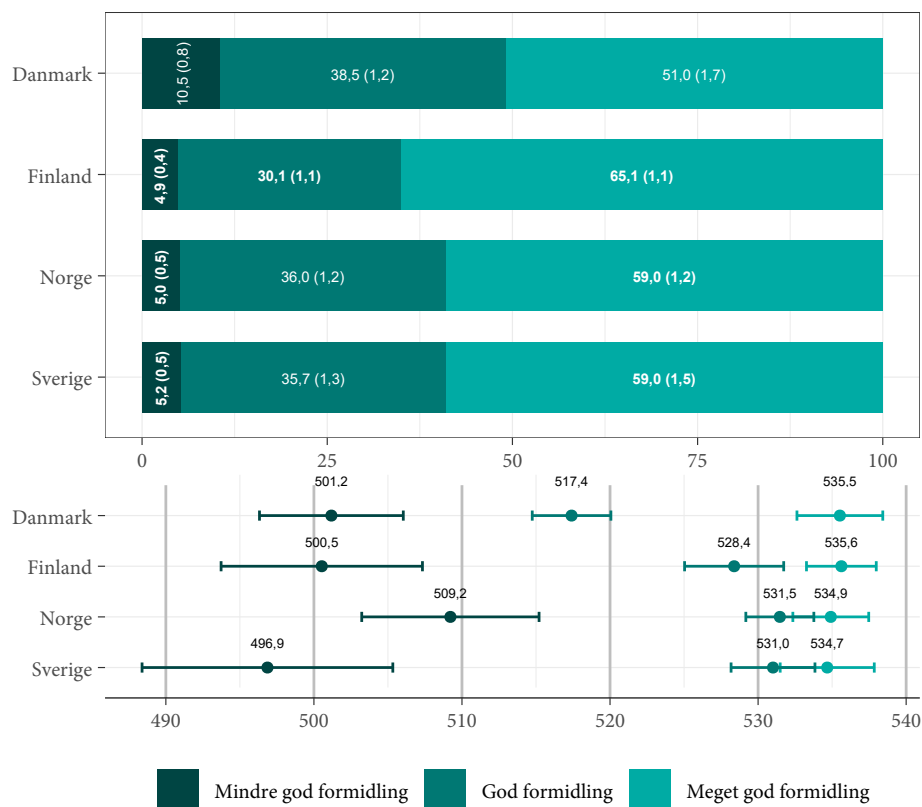 Danmark
10,5 (0,8)
38,5 (1,2)
51,0 (1,7)
Finland
4,9 (0,4)
30,1 (1,1)
65,1 (1,1)
Norge
5,0 (0,5)
36,0 (1,2)
59,0 (1,2)
Sverige
5,2 (0,5)
35,7 (1,3)
59,0 (1,5)
0 25 50 75 100
501,2 517,4 535,5
Danmark
500,5 528,4 535,6
Finland
509,2 531,5 534,9
Norge
496,9 531,0 534,7
Sverige
490 500 510 520 530 540
Mindre god formidling God formidling Meget god formidling